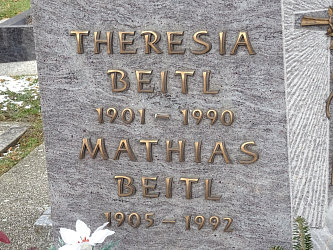 THERESIA
BEITL
1901 – 1990
MATHIAS
BEITL
1905 – 1992